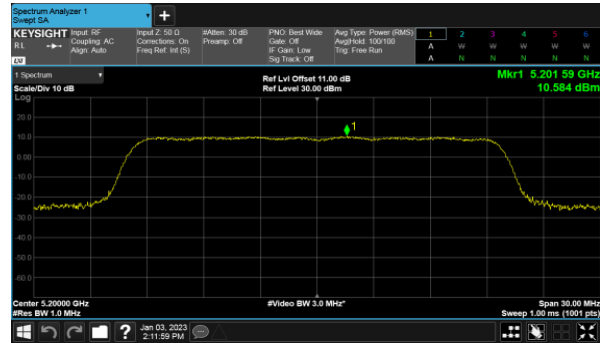 Spectrum Analyzer 1
Swept SA
+
KEYSIGHT Input: RF Input Z: 50 Ω #Atten: 30 dB PNO: Best Wide Avg Type: Power (RMS) 1 2 3 4 5 6
RL Coupling: AC Corrections: On Preamp: Off Gate: Off Avg|Hold: 100/100 A W W W W W
Align: Auto Freq Ref: Int (S) IF Gain: Low Trig: Free Run
Sig Track: Off A N N N N N
LXI
1 Spectrum Ref Lvl Offset 11.00 dB Mkr1 5.201 59 GHz
Scale/Div 10 dB Ref Level 30.00 dBm 10.584 dBm
Log
20.0
1
10.0
0.00
-10.0
-20.0
-30.0
-40.0
-50.0
-60.0
Center 5.20000 GHz #Video BW 3.0 MHz* Span 30.00 MHz
#Res BW 1.0 MHz Sweep 1.00 ms (1001 pts)
? Jan 03, 2023
2:11:59 PM